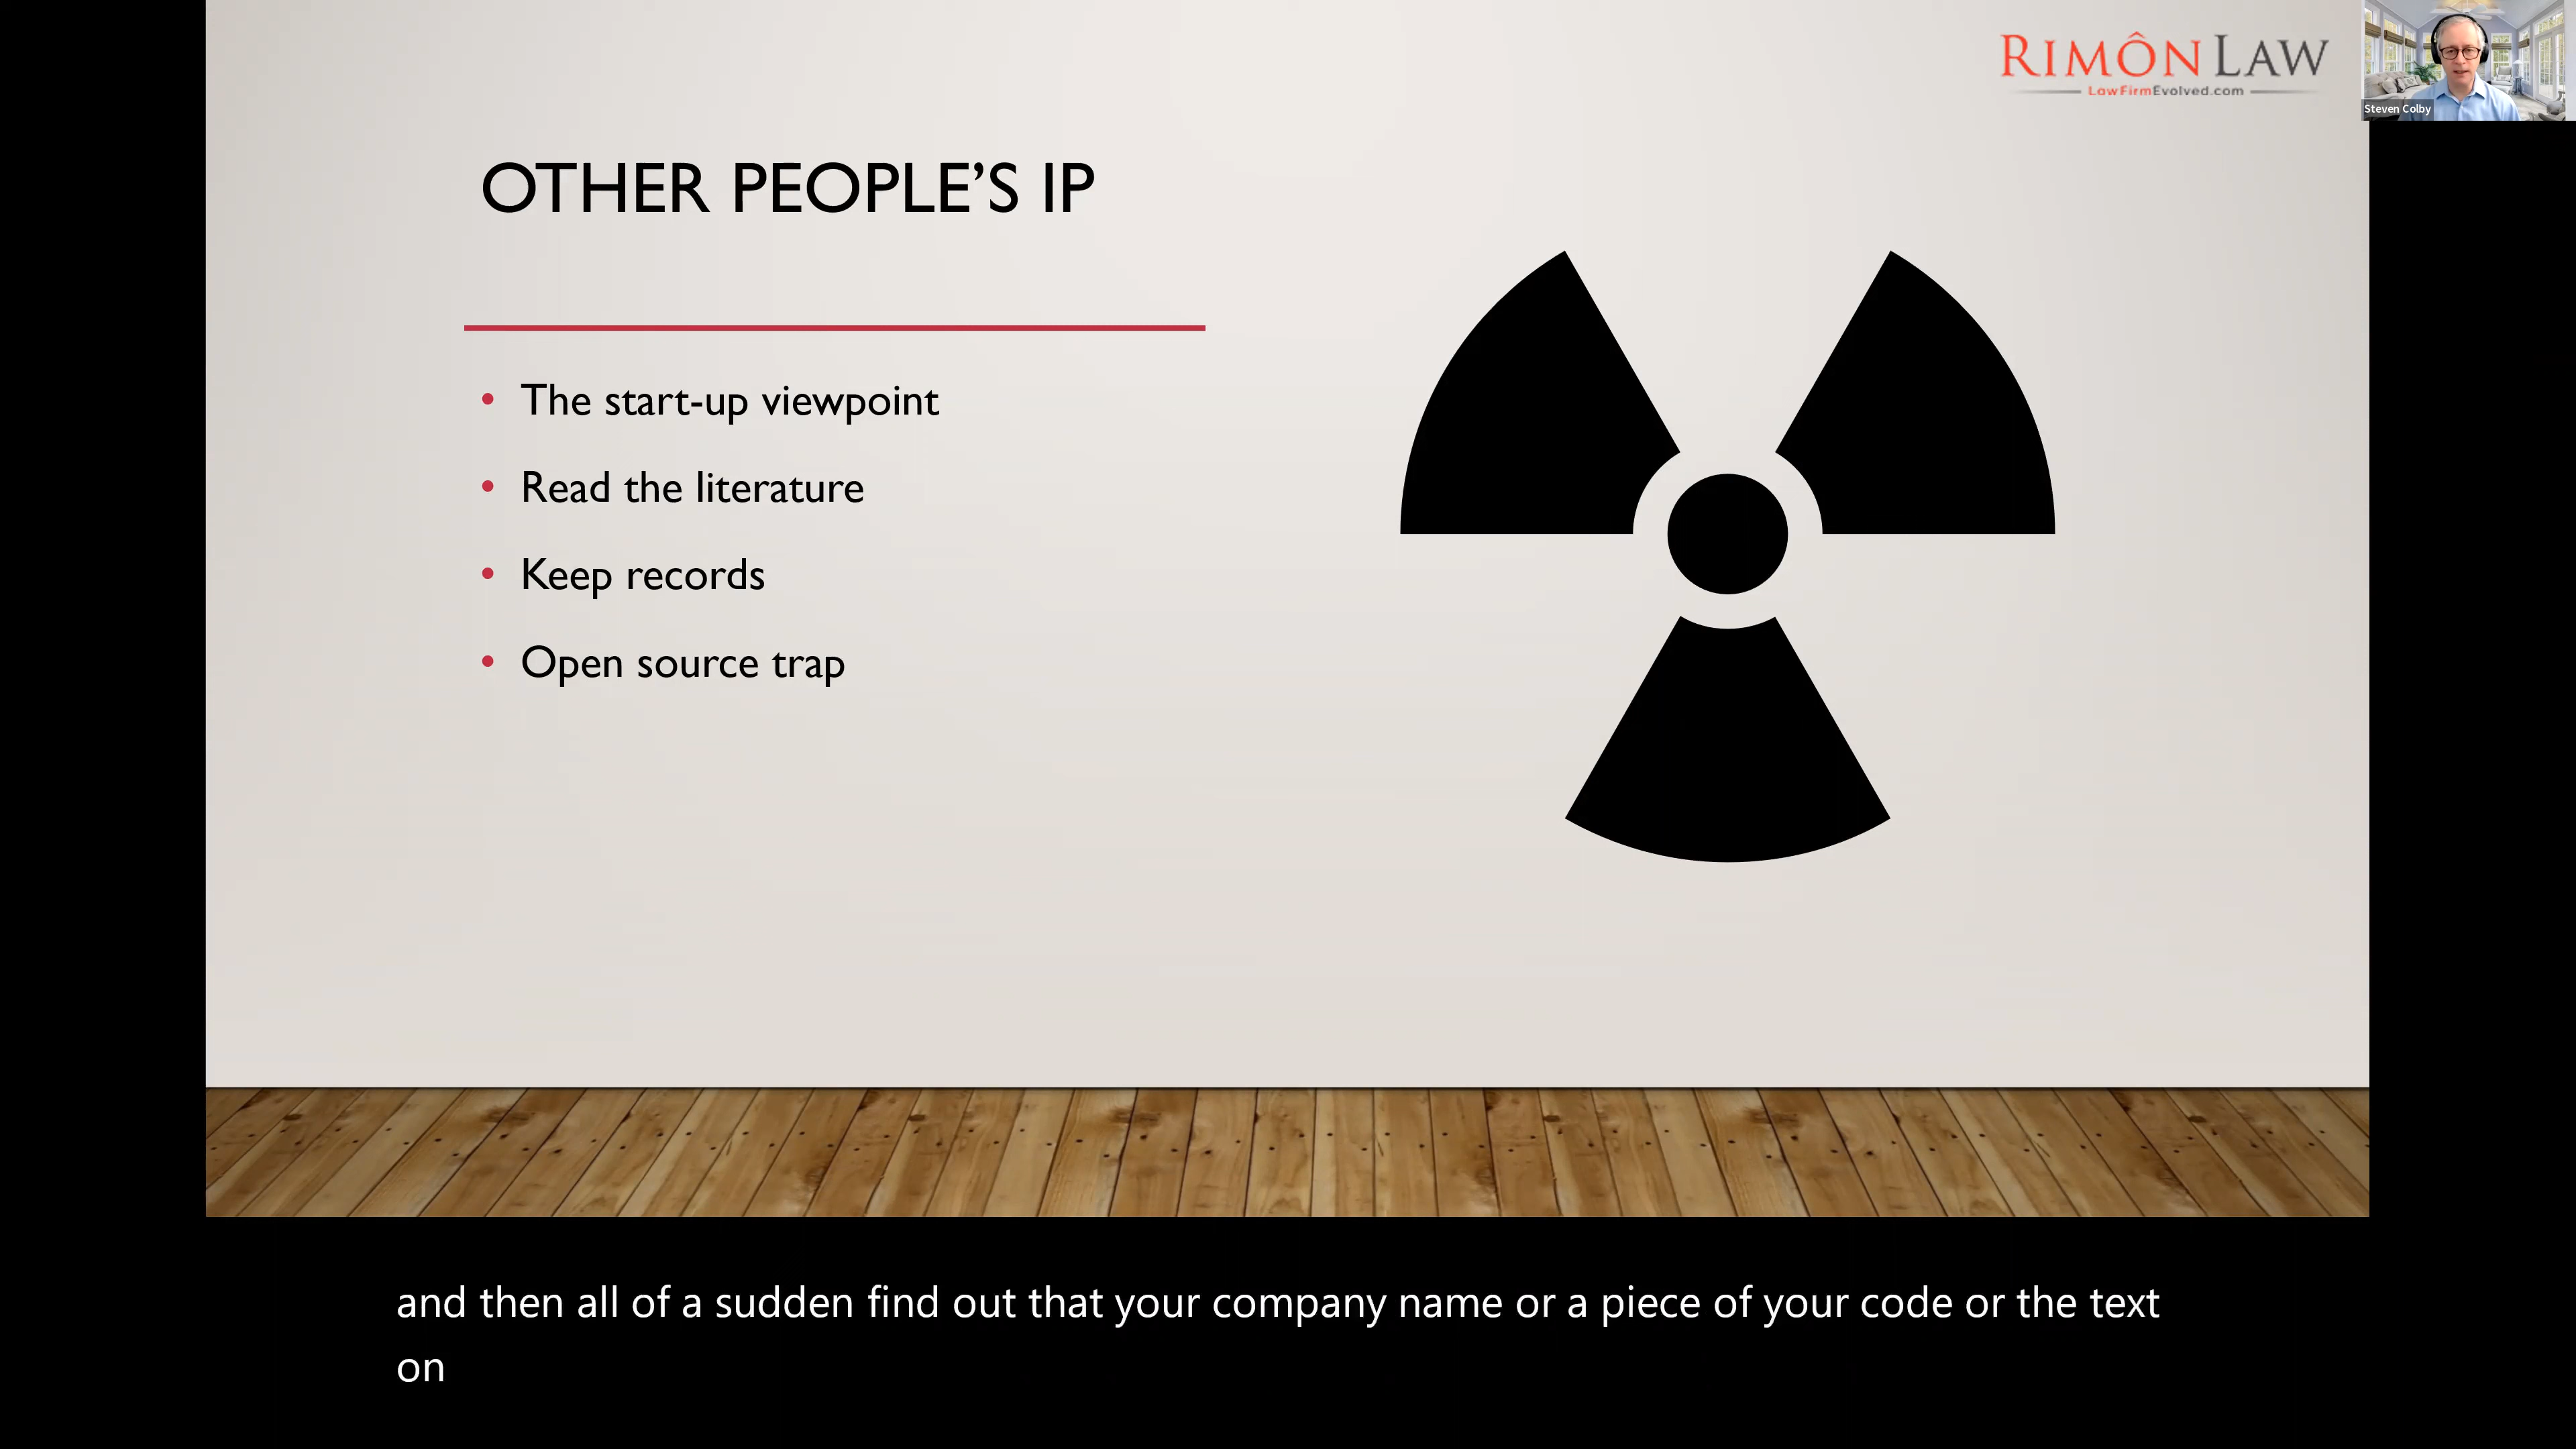 RIMÔN LAW
LawFirmEvolved.com
Steven Colby
OTHER PEOPLE’S IP
• The start-up viewpoint
• Read the literature
• Keep records
• Open source trap
and then all of a sudden find out that your company name or a piece of your code or the text
on